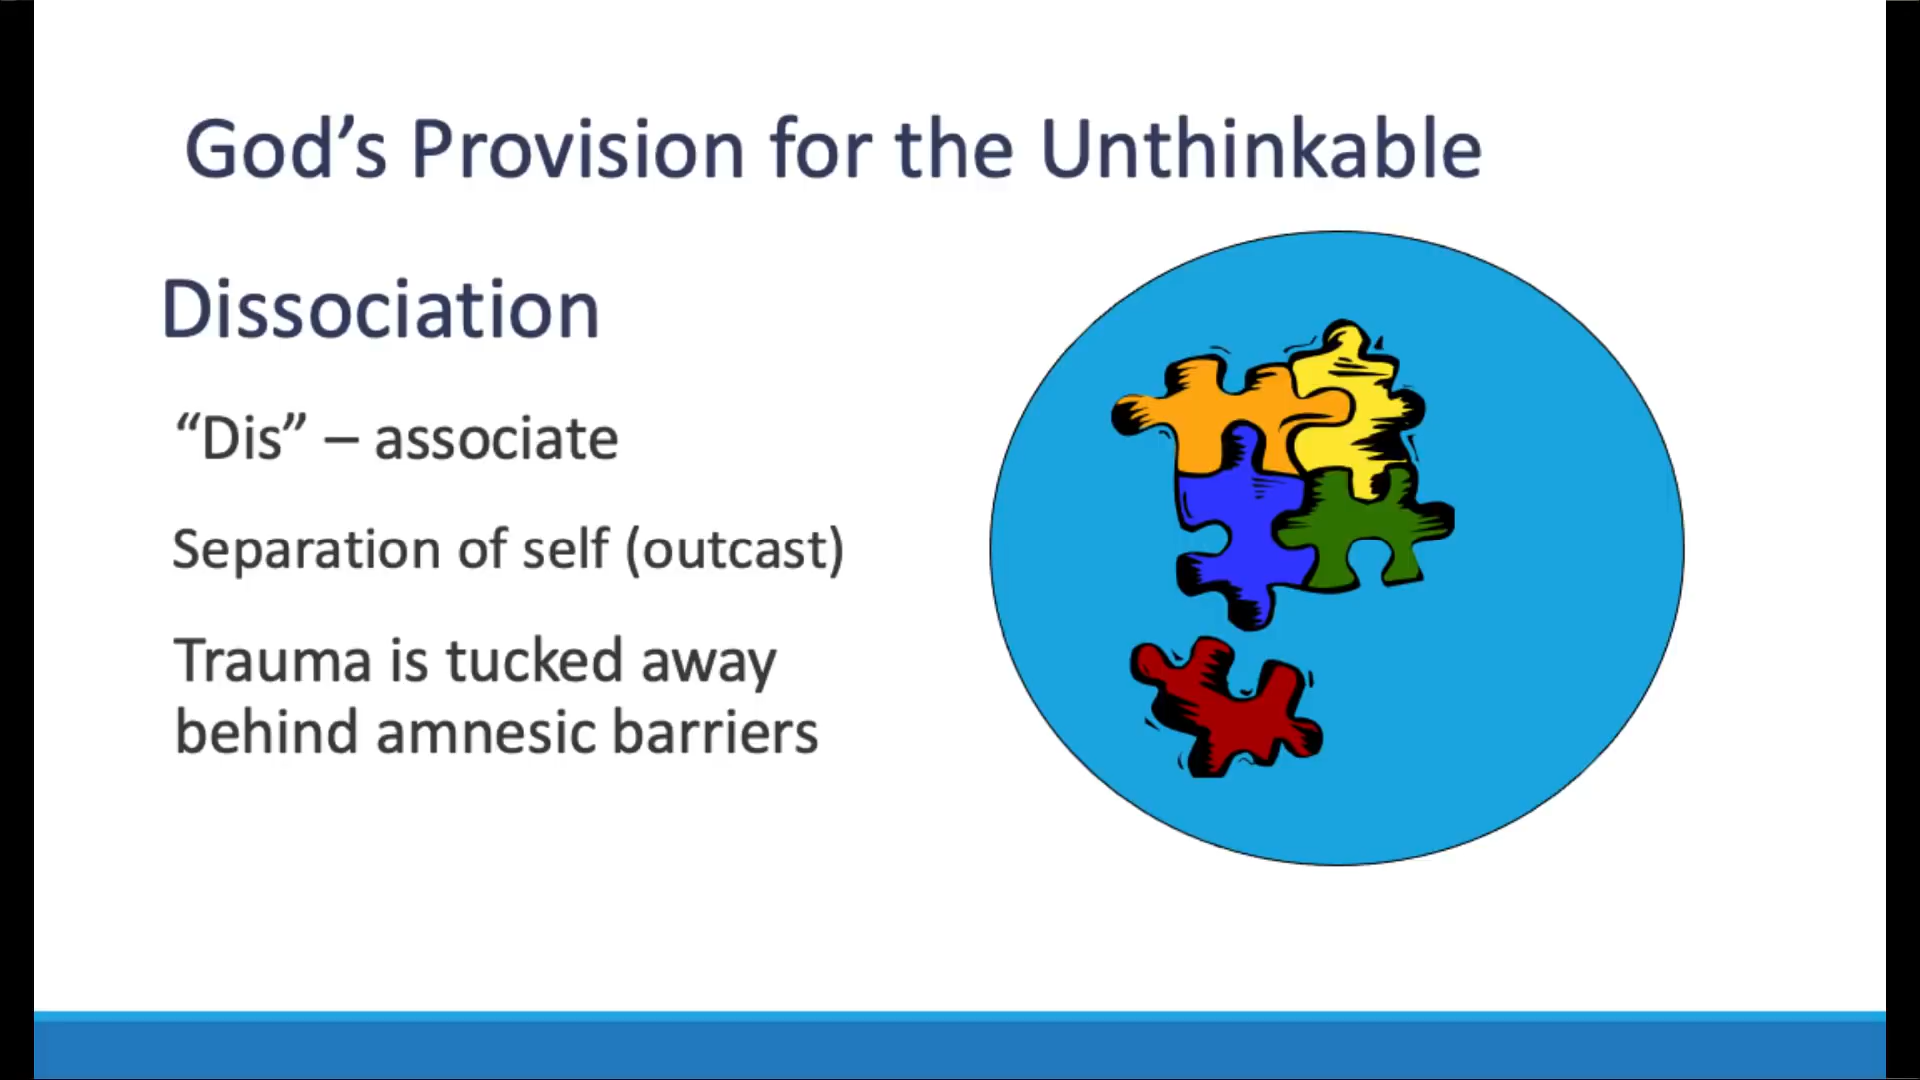 God’s Provision for the Unthinkable
Dissociation
“Dis” – associate
Separation of self (outcast)
Trauma is tucked away
behind amnesic barriers